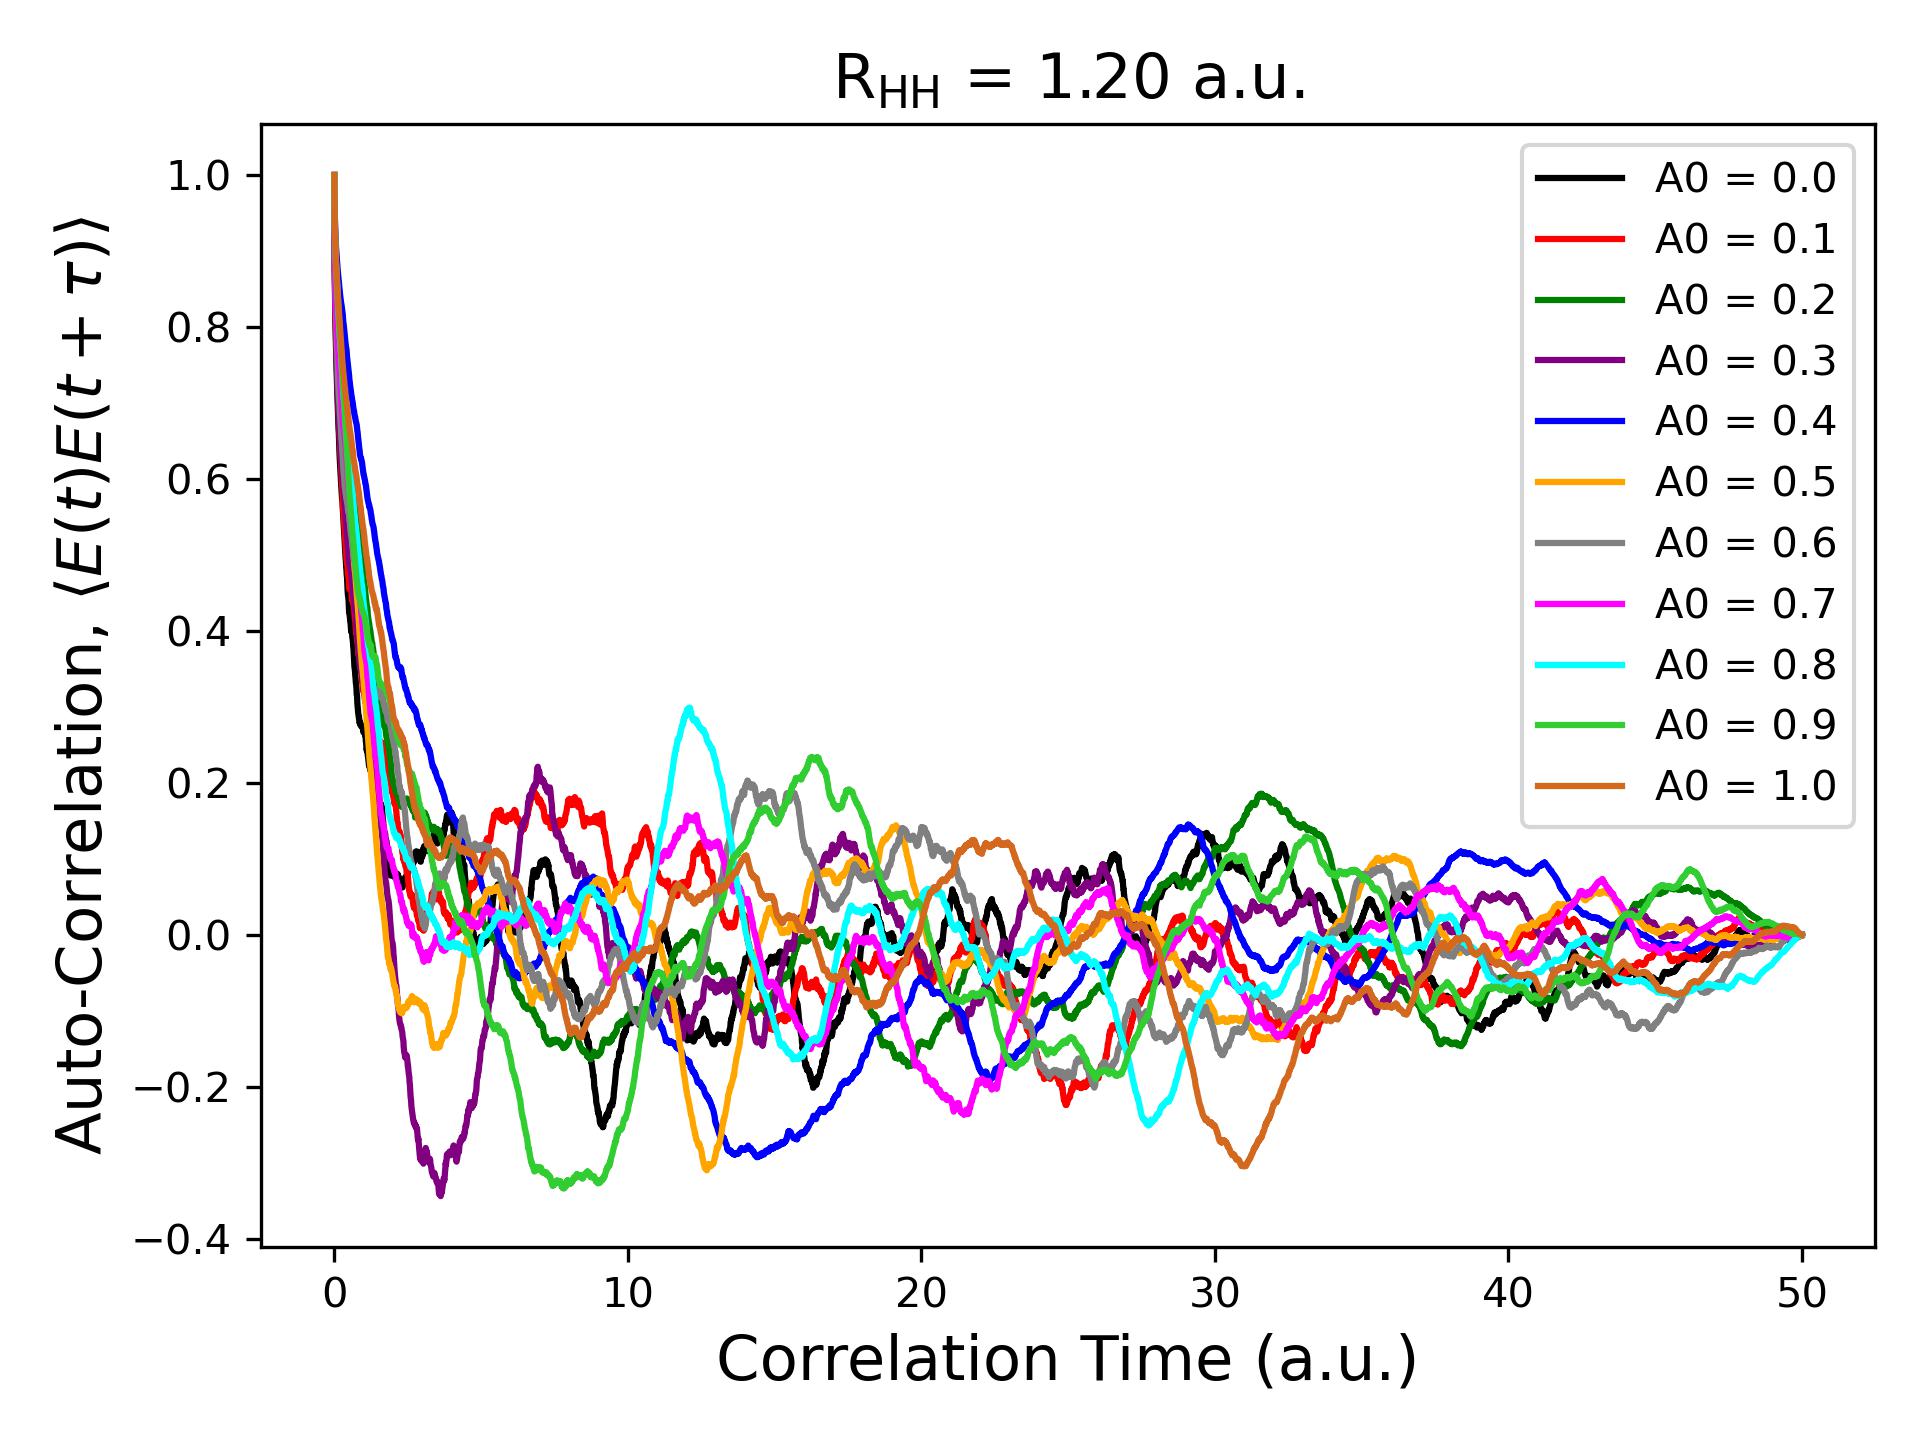 R_HH = 1.20 a.u.
Auto-Correlation, ⟨E(t)E(t + τ)⟩
1.0
0.8
0.6
0.4
0.2
0.0
−0.2
−0.4
A0 = 0.0
A0 = 0.1
A0 = 0.2
A0 = 0.3
A0 = 0.4
A0 = 0.5
A0 = 0.6
A0 = 0.7
A0 = 0.8
A0 = 0.9
A0 = 1.0
0 10 20 30 40 50
Correlation Time (a.u.)